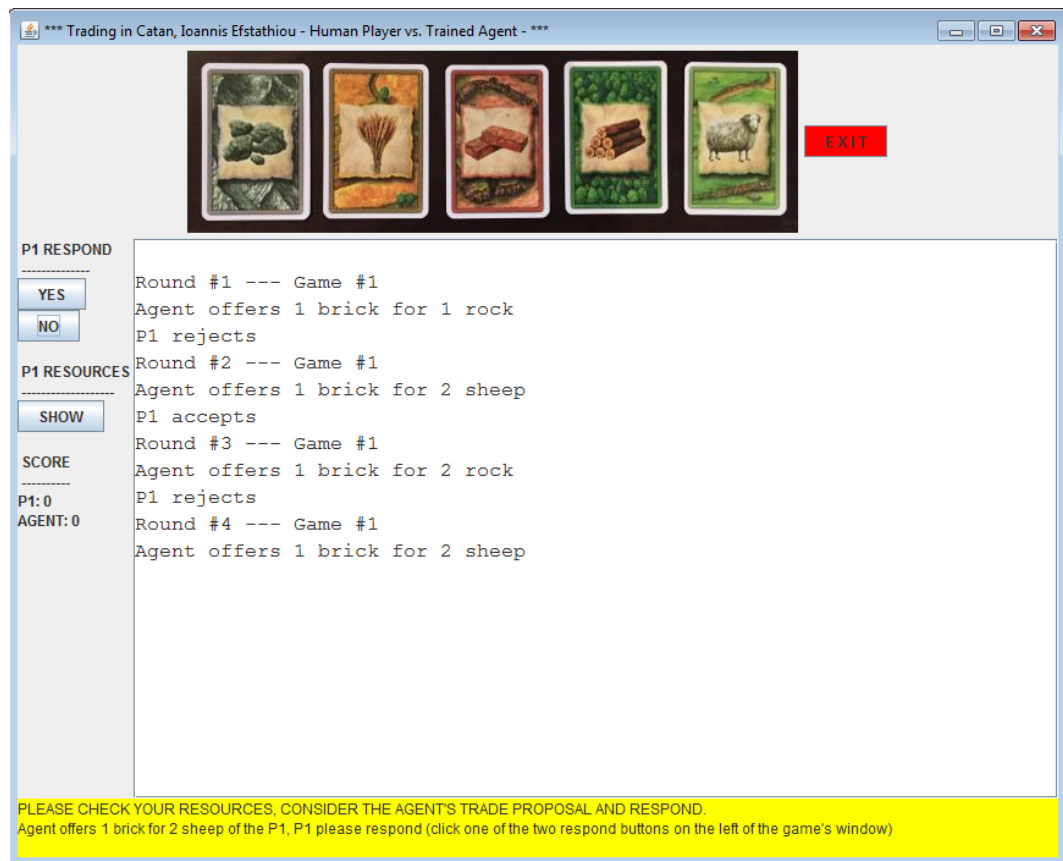 *** Trading in Catan, Ioannis Efstathiou - Human Player vs. Trained Agent - ***
EXIT
P1 RESPOND
--------------
YES
NO
P1 RESOURCES
-------------------
SHOW
SCORE
----------
P1: 0
AGENT: 0
Round #1 --- Game #1
Agent offers 1 brick for 1 rock
P1 rejects
Round #2 --- Game #1
Agent offers 1 brick for 2 sheep
P1 accepts
Round #3 --- Game #1
Agent offers 1 brick for 2 rock
P1 rejects
Round #4 --- Game #1
Agent offers 1 brick for 2 sheep
PLEASE CHECK YOUR RESOURCES, CONSIDER THE AGENT'S TRADE PROPOSAL AND RESPOND.
Agent offers 1 brick for 2 sheep of the P1, P1 please respond (click one of the two respond buttons on the left of the game's window)